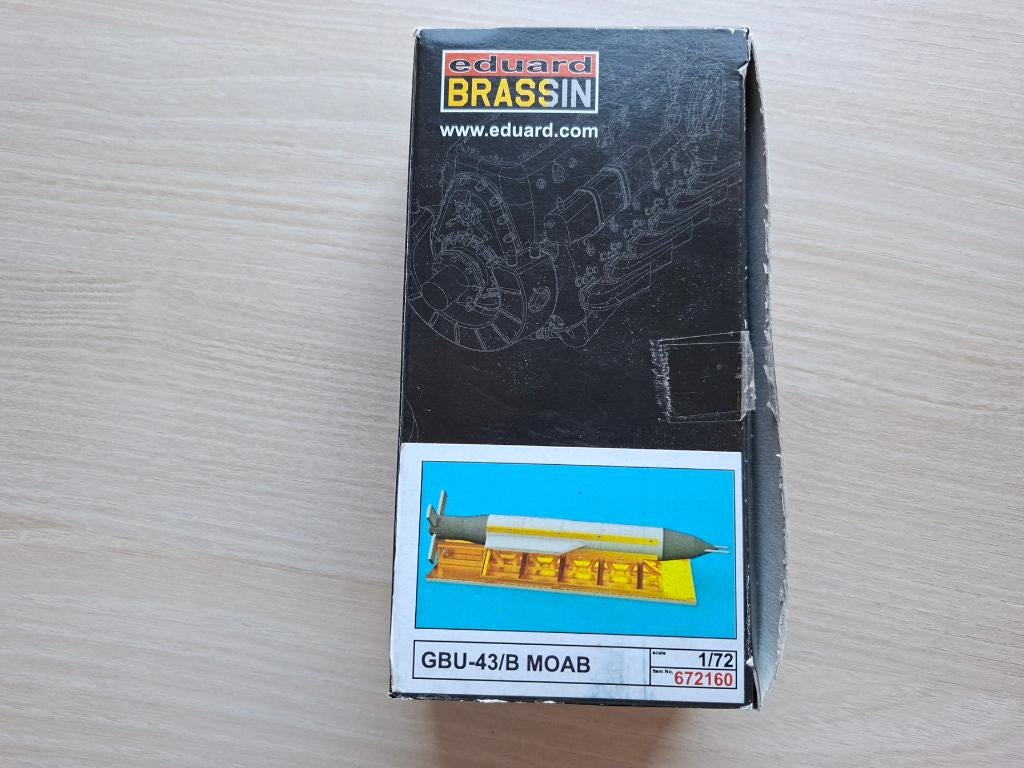 eduard
BRASSIN
www.eduard.com
GBU-43/B MOAB
scale 1/72
Item No. 672160